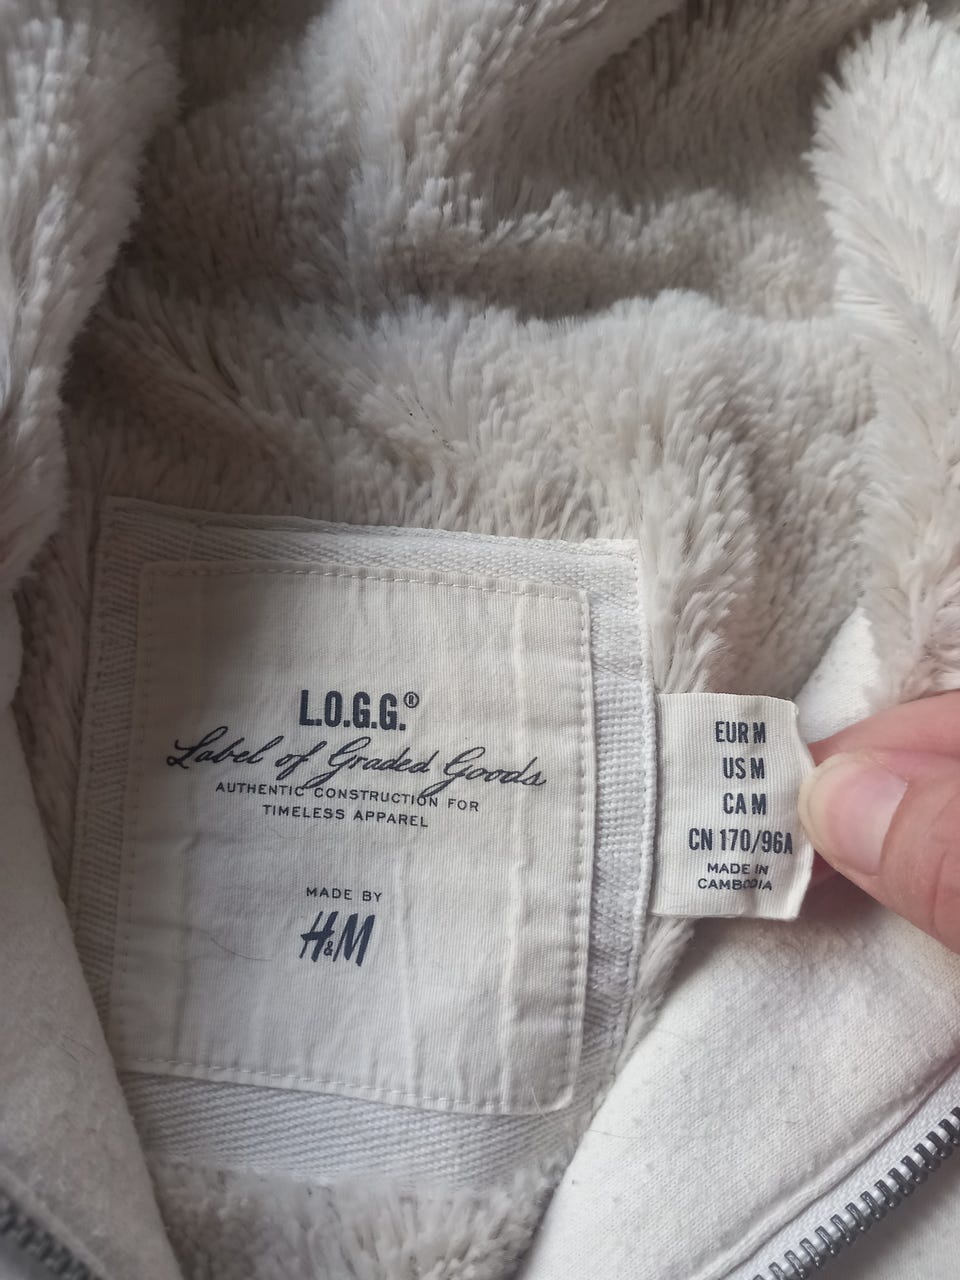 L.O.G.G.®
Label of Graded Goods
AUTHENTIC CONSTRUCTION FOR
TIMELESS APPAREL
MADE BY
H&M
EUR M
US M
CA M
CN 170/96A
MADE IN
CAMBODIA